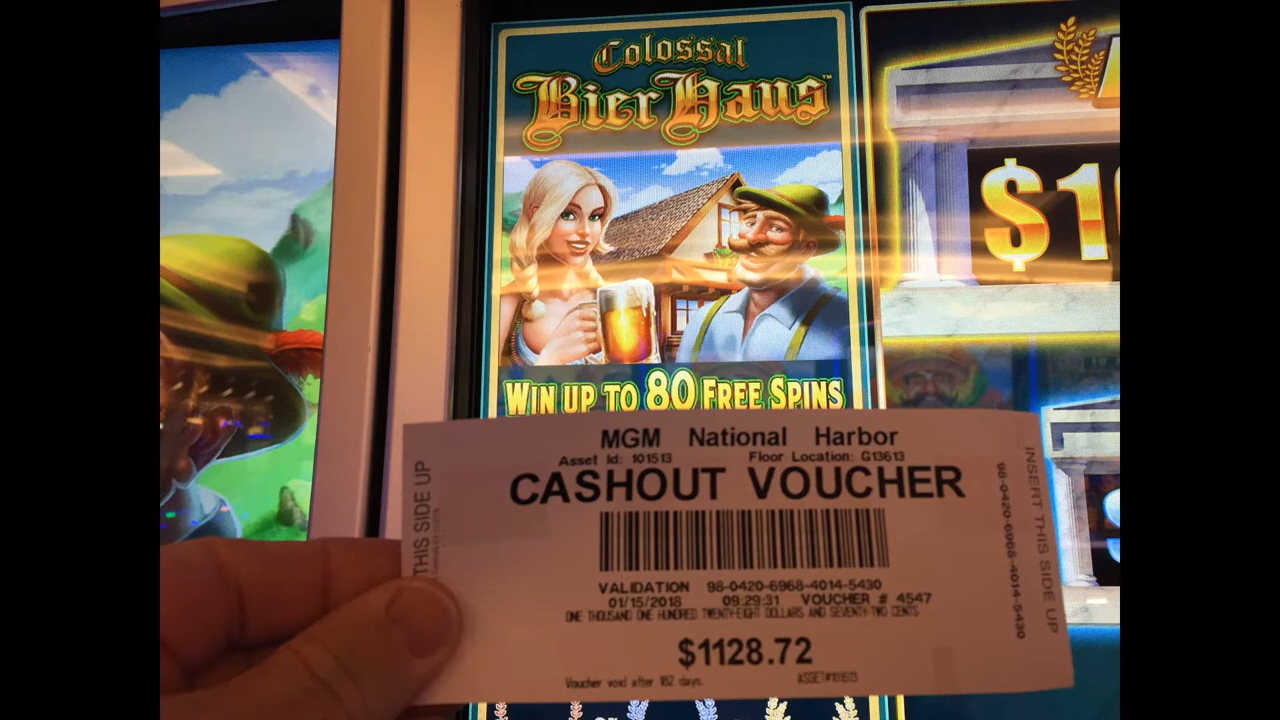 Colossal
Bier Haus™
$1
WIN UP TO 80 FREE SPINS
MGM National Harbor
Asset Id: 101513 Floor Location: G13613
CASHOUT VOUCHER
THIS SIDE UP
INSERT THIS SIDE UP
98-0420-6968-4014-5430
VALIDATION 98-0420-6968-4014-5430
01/15/2018 09:29:31 VOUCHER # 4547
ONE THOUSAND ONE HUNDRED TWENTY-EIGHT DOLLARS AND SEVENTY-TWO CENTS
$1128.72
Voucher void after 182 days. ASSET#101513